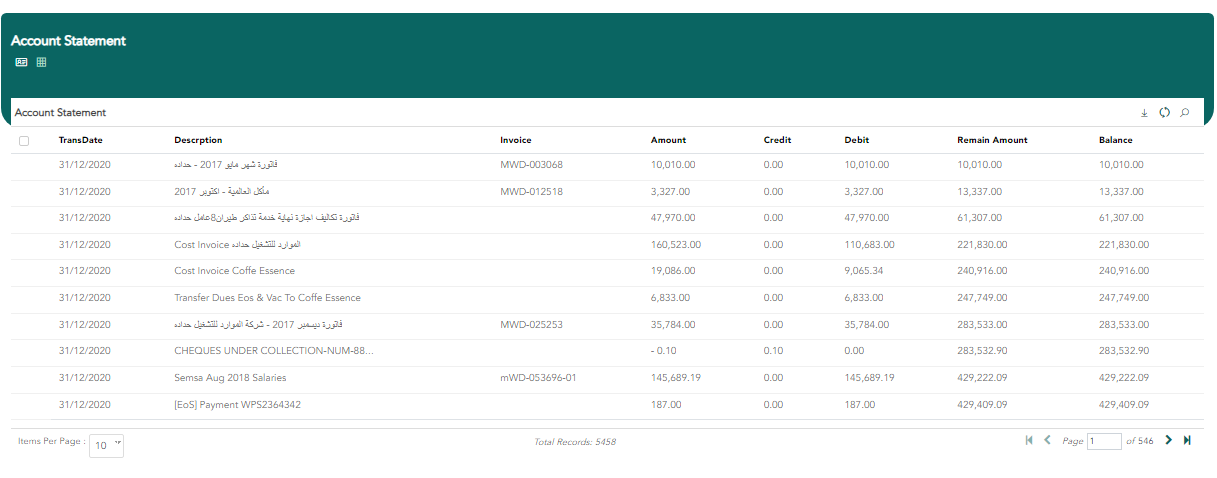 Account Statement
Account Statement
TransDate Descrption Invoice Amount Credit Debit Remain Amount Balance
31/12/2020 فاتورة شهر مايو 2017 - حداده MWD-003068 10,010.00 0.00 10,010.00 10,010.00 10,010.00
31/12/2020 مأكل العالمية - اكتوبر 2017 MWD-012518 3,327.00 0.00 3,327.00 13,337.00 13,337.00
31/12/2020 فاتورة تكاليف اجازة نهاية خدمة تذاكر طيران8عامل حداده 47,970.00 0.00 47,970.00 61,307.00 61,307.00
31/12/2020 Cost Invoice الموارد للتشغيل حداده 160,523.00 0.00 110,683.00 221,830.00 221,830.00
31/12/2020 Cost Invoice Coffe Essence 19,086.00 0.00 9,065.34 240,916.00 240,916.00
31/12/2020 Transfer Dues Eos & Vac To Coffe Essence 6,833.00 0.00 6,833.00 247,749.00 247,749.00
31/12/2020 فاتورة ديسمبر 2017 - شركة الموارد للتشغيل حداده MWD-025253 35,784.00 0.00 35,784.00 283,533.00 283,533.00
31/12/2020 CHEQUES UNDER COLLECTION-NUM-88... - 0.10 0.10 0.00 283,532.90 283,532.90
31/12/2020 Semsa Aug 2018 Salaries mWD-053696-01 145,689.19 0.00 145,689.19 429,222.09 429,222.09
31/12/2020 [EoS] Payment WPS2364342 187.00 0.00 187.00 429,409.09 429,409.09
Items Per Page : 10 Total Records: 5458 Page 1 of 546